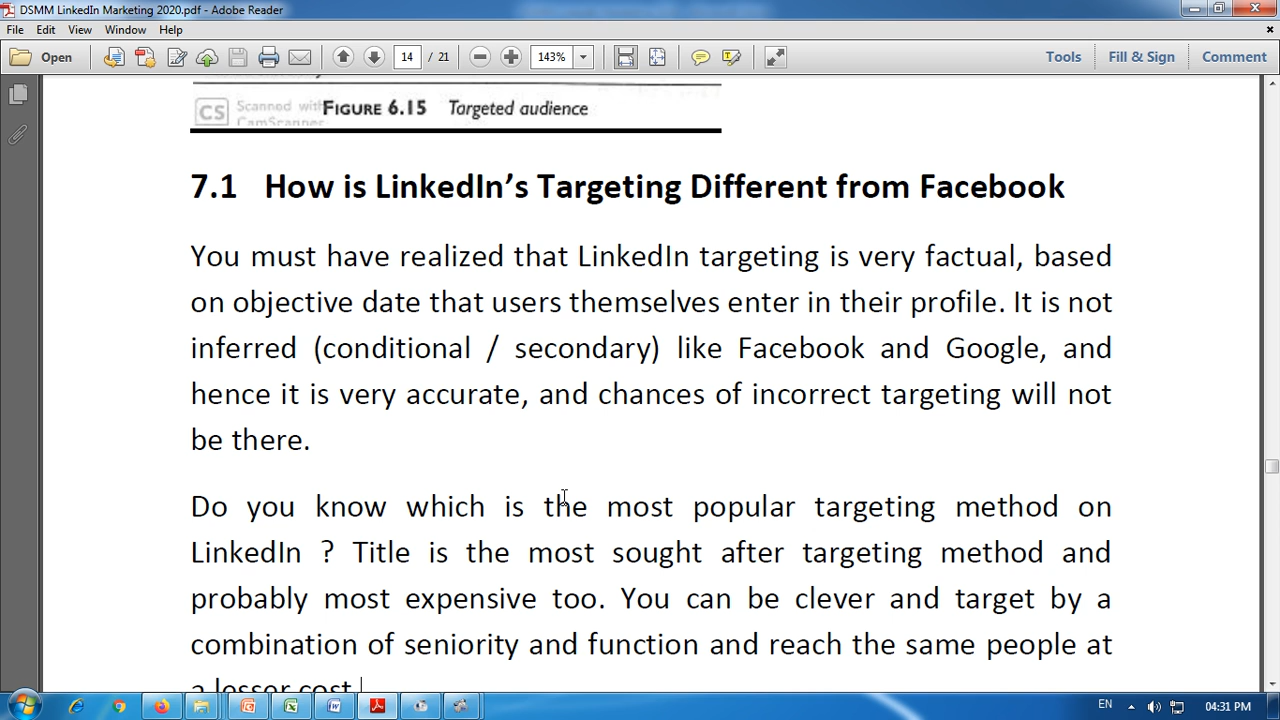 DSMM LinkedIn Marketing 2020.pdf - Adobe Reader
File Edit View Window Help
Open 14 / 21 143% Tools Fill & Sign Comment
CS Scanned with CamScanner FIGURE 6.15 Targeted audience
7.1 How is LinkedIn’s Targeting Different from Facebook
You must have realized that LinkedIn targeting is very factual, based
on objective date that users themselves enter in their profile. It is not
inferred (conditional / secondary) like Facebook and Google, and
hence it is very accurate, and chances of incorrect targeting will not
be there.
Do you know which is the most popular targeting method on
LinkedIn ? Title is the most sought after targeting method and
probably most expensive too. You can be clever and target by a
combination of seniority and function and reach the same people at
a lesser cost.
EN 04:31 PM